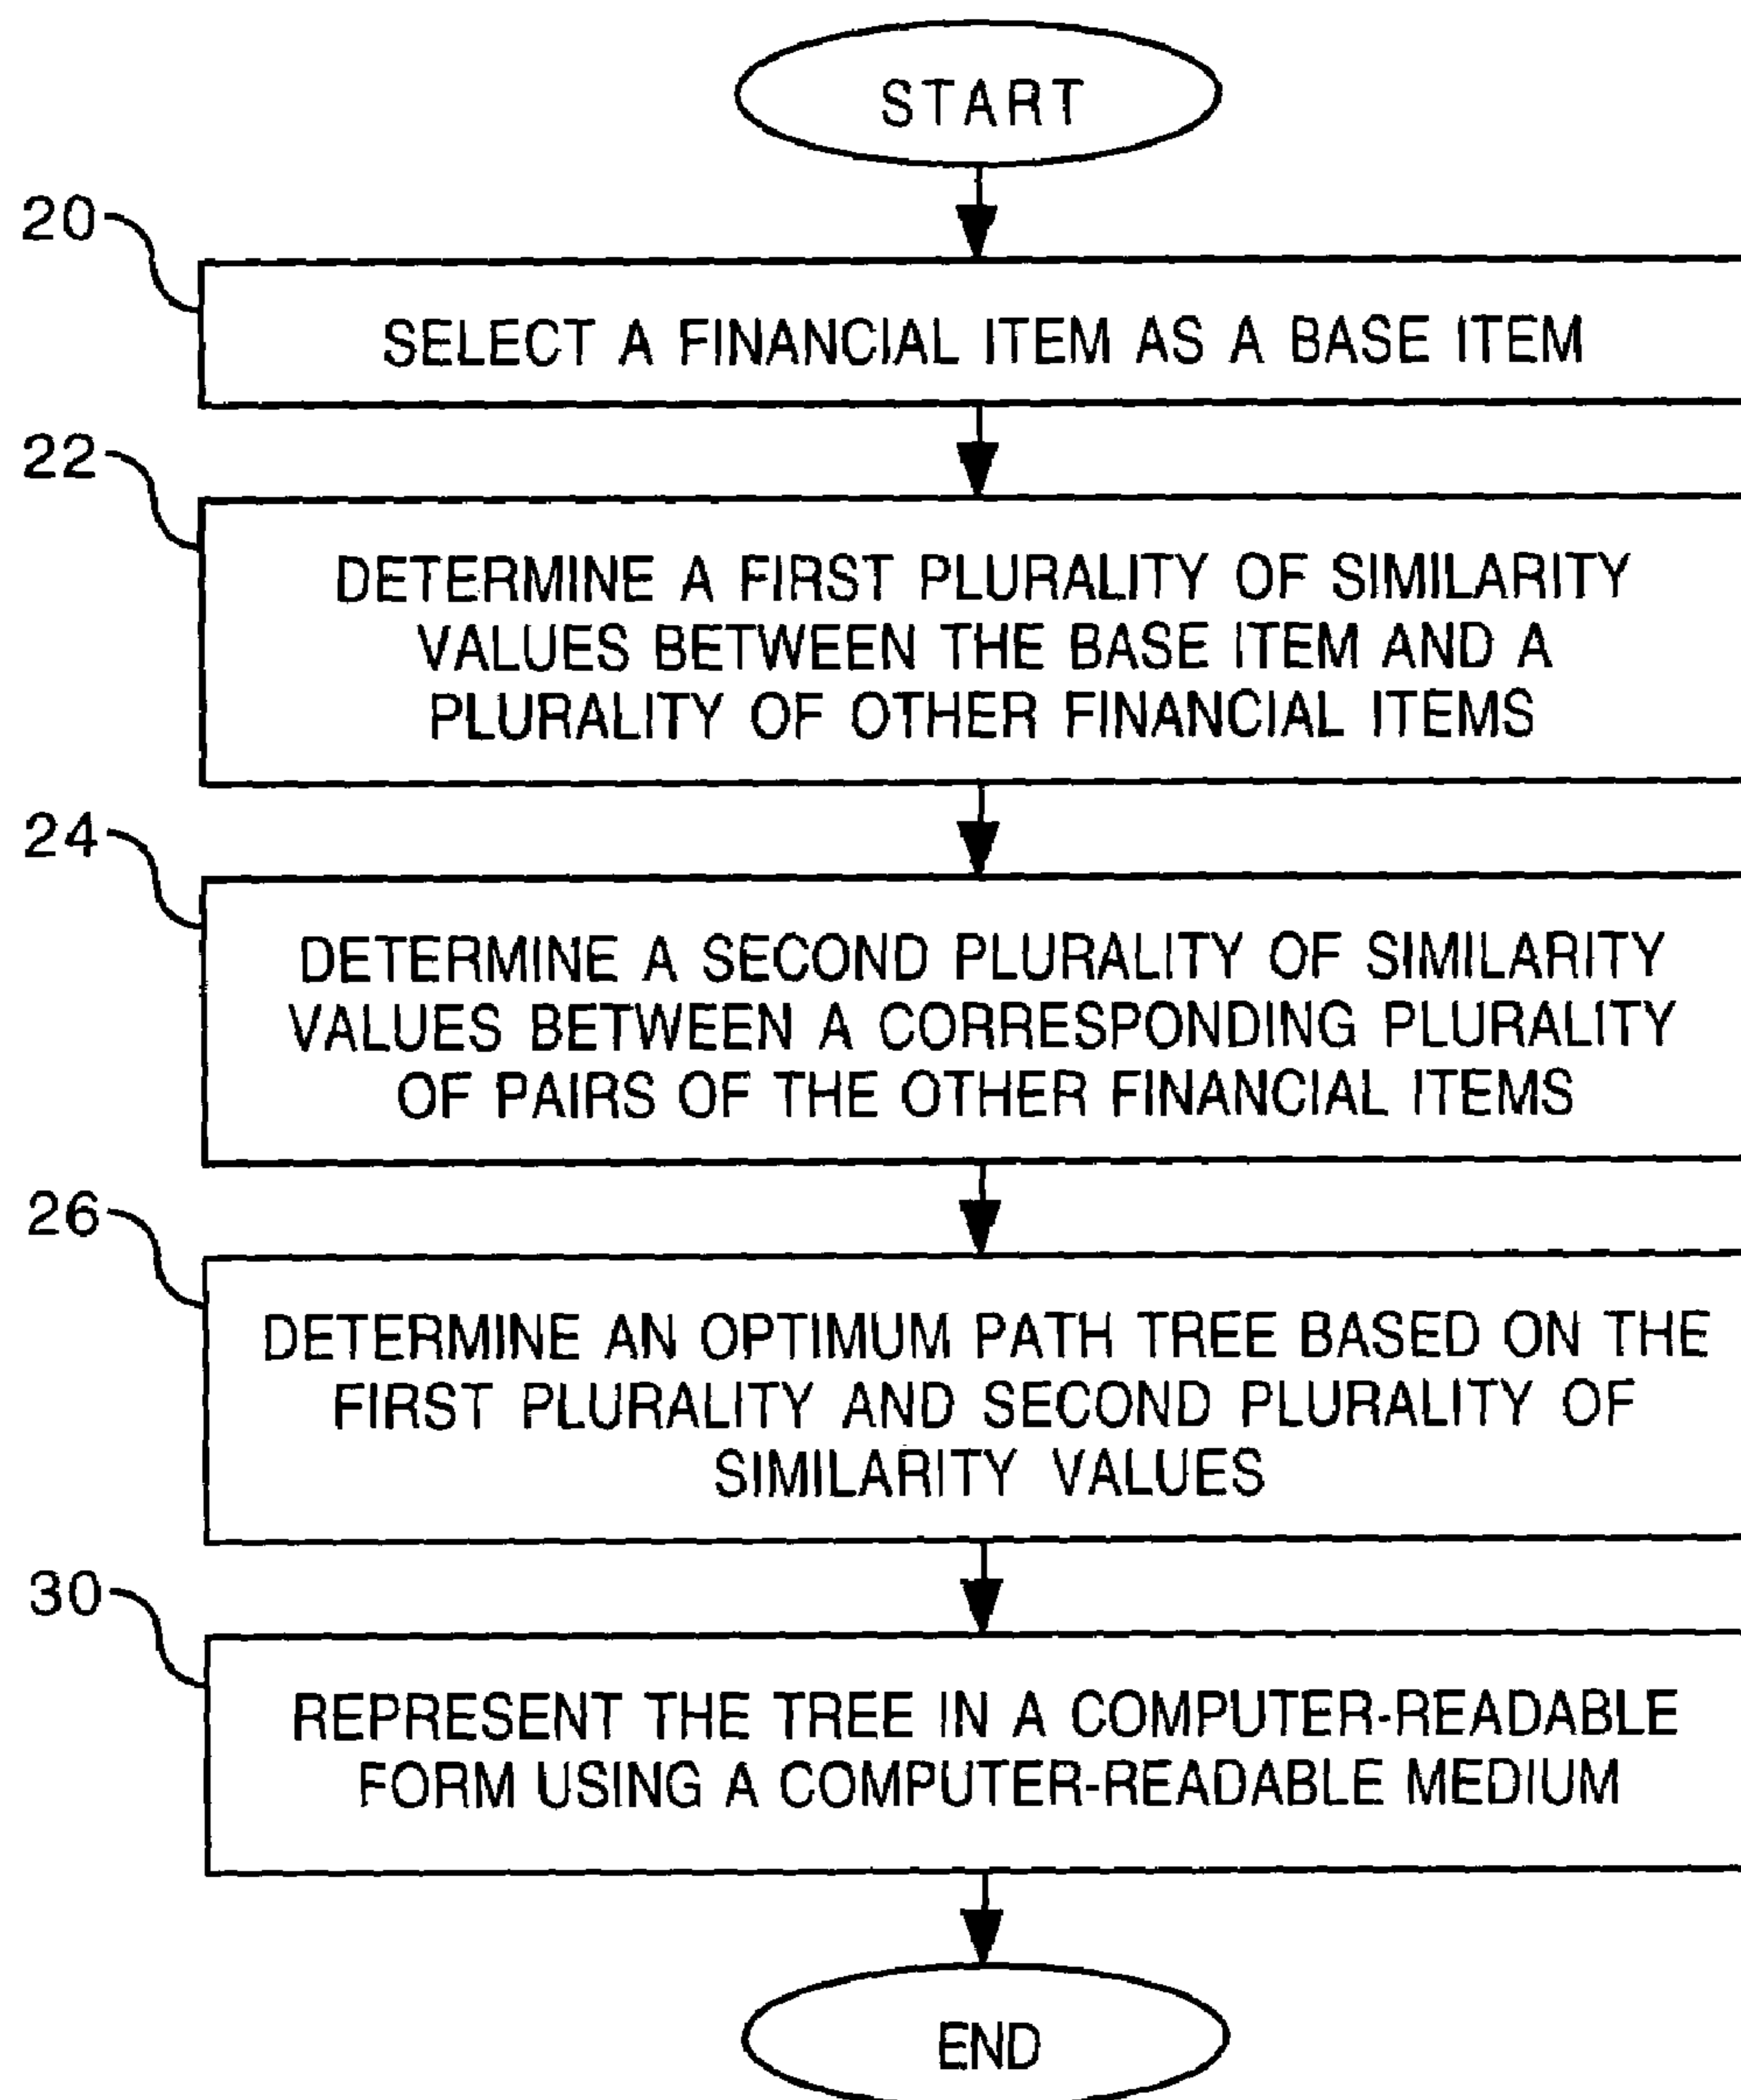 START
20
SELECT A FINANCIAL ITEM AS A BASE ITEM
22
DETERMINE A FIRST PLURALITY OF SIMILARITY
VALUES BETWEEN THE BASE ITEM AND A
PLURALITY OF OTHER FINANCIAL ITEMS
24
DETERMINE A SECOND PLURALITY OF SIMILARITY
VALUES BETWEEN A CORRESPONDING PLURALITY
OF PAIRS OF THE OTHER FINANCIAL ITEMS
26
DETERMINE AN OPTIMUM PATH TREE BASED ON THE
FIRST PLURALITY AND SECOND PLURALITY OF
SIMILARITY VALUES
30
REPRESENT THE TREE IN A COMPUTER-READABLE
FORM USING A COMPUTER-READABLE MEDIUM
END